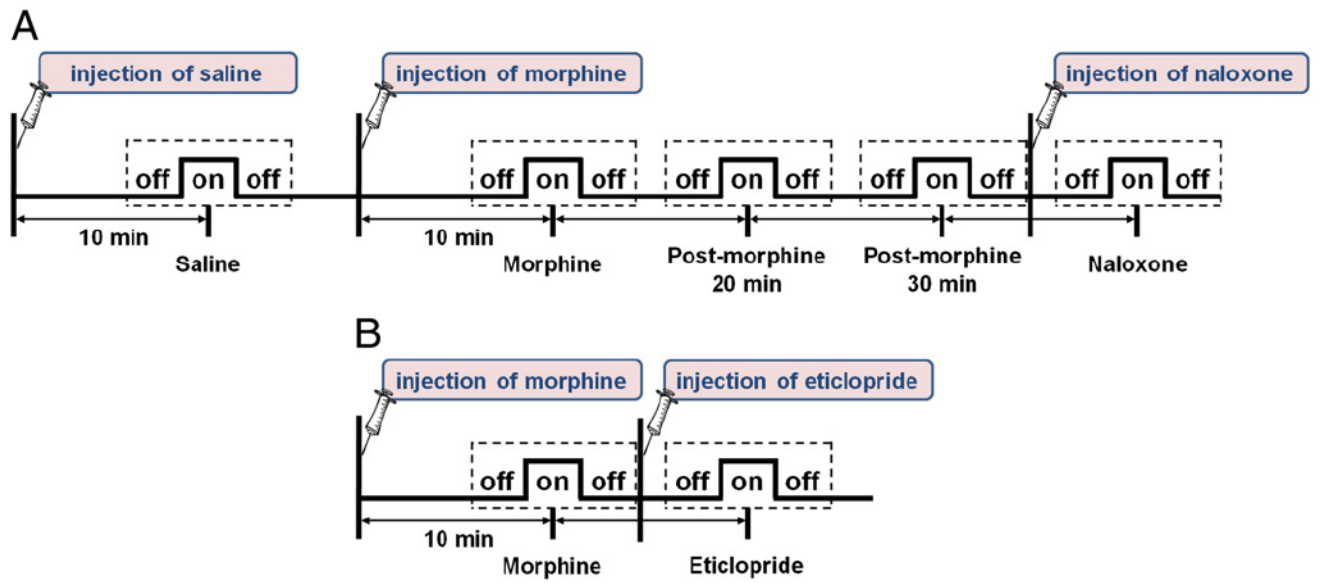 A
injection of saline
injection of morphine
injection of naloxone
off on off
off on off
off on off
off on off
off on off
10 min
10 min
Saline
Morphine
Post-morphine
20 min
Post-morphine
30 min
Naloxone
B
injection of morphine
injection of eticlopride
off on off
off on off
10 min
Morphine
Eticlopride